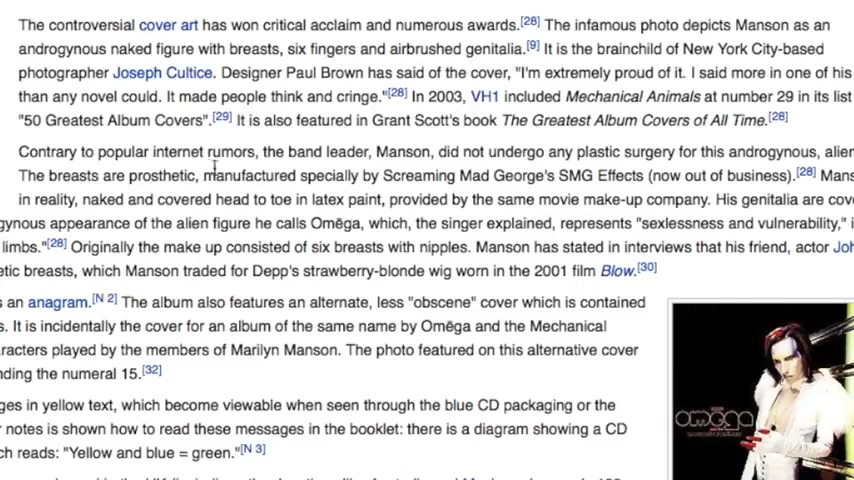 The controversial cover art has won critical acclaim and numerous awards.[28] The infamous photo depicts Manson as an
androgynous naked figure with breasts, six fingers and airbrushed genitalia.[9] It is the brainchild of New York City-based
photographer Joseph Cultice. Designer Paul Brown has said of the cover, "I'm extremely proud of it. I said more in one of his
than any novel could. It made people think and cringe."[28] In 2003, VH1 included Mechanical Animals at number 29 in its list
"50 Greatest Album Covers".[29] It is also featured in Grant Scott's book The Greatest Album Covers of All Time.[28]
Contrary to popular internet rumors, the band leader, Manson, did not undergo any plastic surgery for this androgynous, alien
The breasts are prosthetic, manufactured specially by Screaming Mad George's SMG Effects (now out of business).[28] Mans
in reality, naked and covered head to toe in latex paint, provided by the same movie make-up company. His genitalia are cove
gynous appearance of the alien figure he calls Omēga, which, the singer explained, represents "sexlessness and vulnerability," i
limbs."[28] Originally the make up consisted of six breasts with nipples. Manson has stated in interviews that his friend, actor Joh
etic breasts, which Manson traded for Depp's strawberry-blonde wig worn in the 2001 film Blow.[30]
s an anagram.[N 2] The album also features an alternate, less "obscene" cover which is contained
s. It is incidentally the cover for an album of the same name by Omēga and the Mechanical
aracters played by the members of Marilyn Manson. The photo featured on this alternative cover
nding the numeral 15.[32]
ges in yellow text, which become viewable when seen through the blue CD packaging or the
r notes is shown how to read these messages in the booklet: there is a diagram showing a CD
ch reads: "Yellow and blue = green."[N 3]
omēga